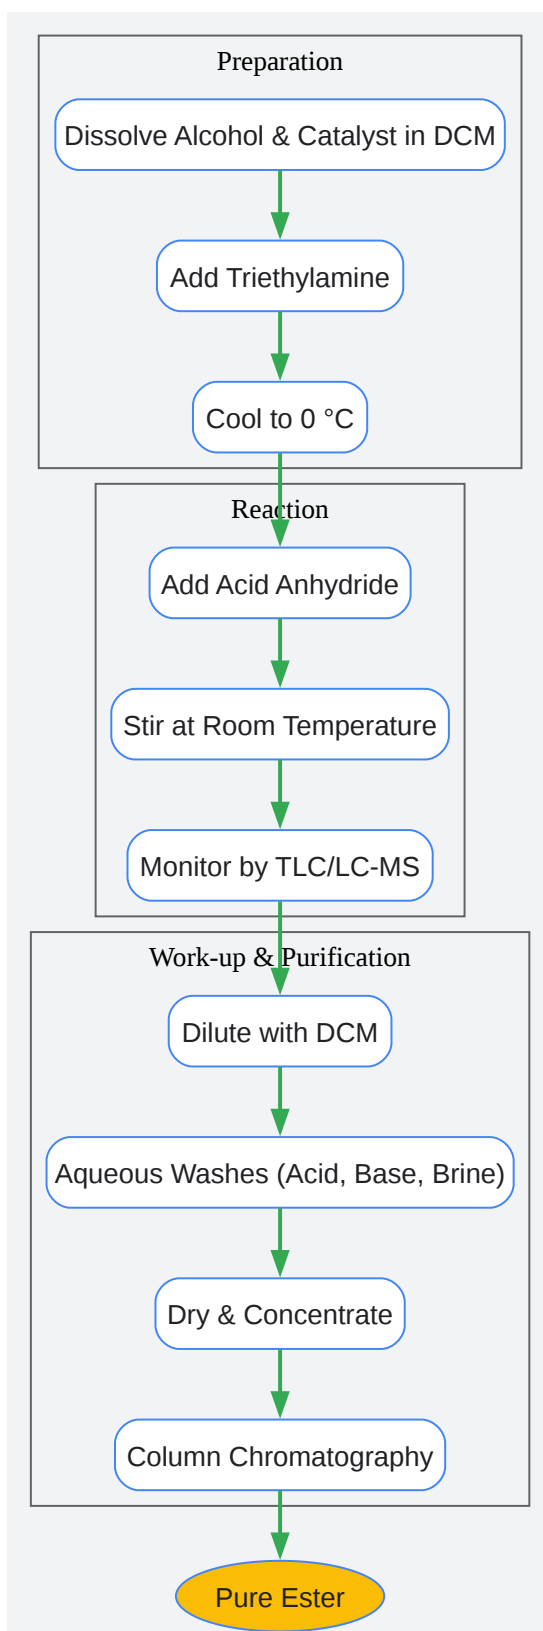 Preparation
Dissolve Alcohol & Catalyst in DCM
Add Triethylamine
Cool to 0 °C
Reaction
Add Acid Anhydride
Stir at Room Temperature
Monitor by TLC/LC-MS
Work-up & Purification
Dilute with DCM
Aqueous Washes (Acid, Base, Brine)
Dry & Concentrate
Column Chromatography
Pure Ester